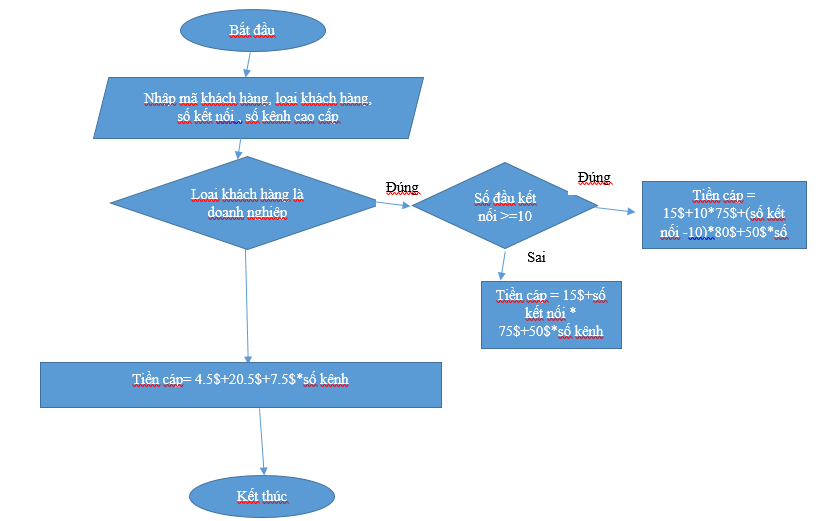 Bắt đầu
Nhập mã khách hàng, loại khách hàng,
số kết nối , số kênh cao cấp
Loại khách hàng là
doanh nghiệp
Đúng
Số đầu kết
nối >=10
Đúng
Tiền cáp =
15$+10*75$+(số kết
nối -10)*80$+50$*số
Sai
Tiền cáp = 15$+số
kết nối *
75$+50$*số kênh
Tiền cáp= 4.5$+20.5$+7.5$*số kênh
Kết thúc